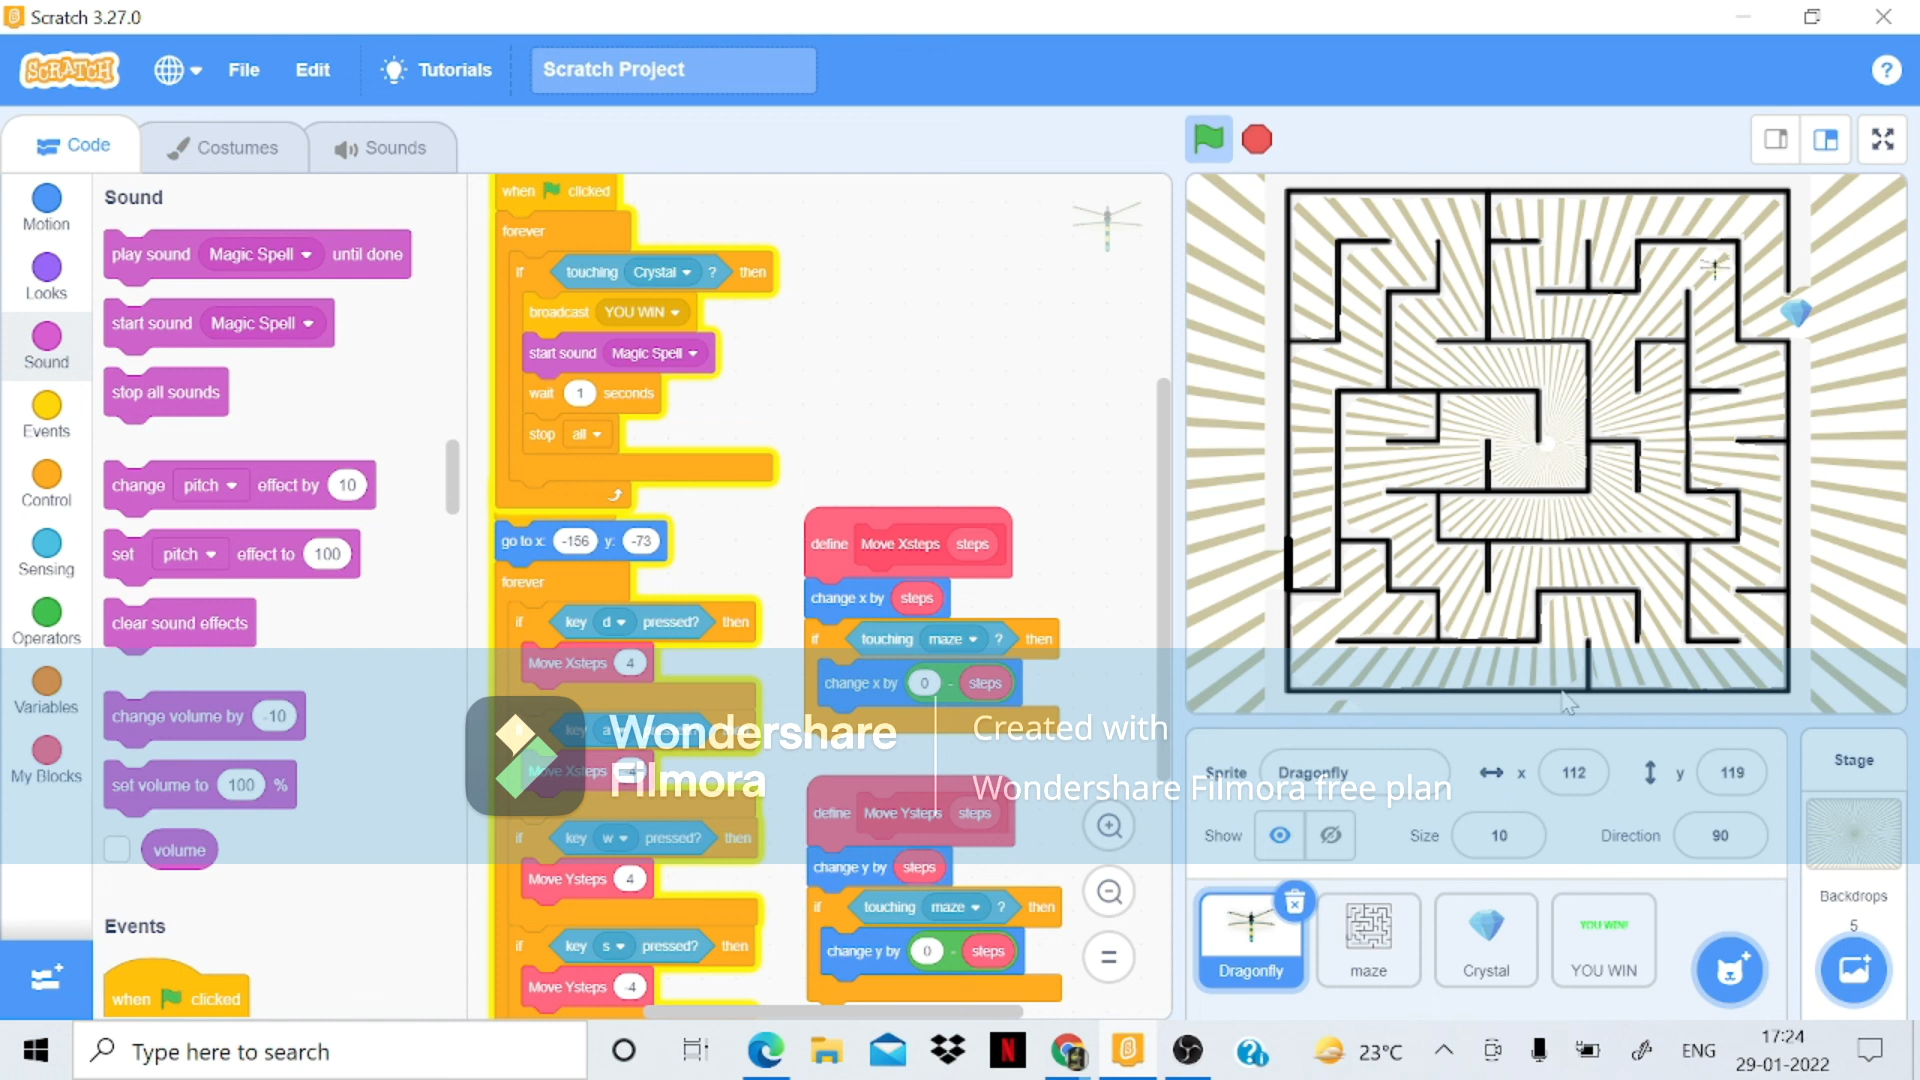 Scratch 3.27.0
SCRATCH File Edit Tutorials Scratch Project ?
Code Costumes Sounds
Motion
Looks
Sound
Events
Control
Sensing
Operators
Variables
My Blocks
Sound
play sound Magic Spell until done
start sound Magic Spell
stop all sounds
change pitch effect by 10
set pitch effect to 100
clear sound effects
change volume by -10
set volume to 100 %
volume
Events
when clicked
when clicked
forever
if touching Crystal ? then
broadcast YOU WIN
start sound Magic Spell
wait 1 seconds
stop all
go to x: -156 y: -73
forever
if key d pressed? then
Move Xsteps 4
key a
Move Xsteps -4
if key w pressed? then
Move Ysteps 4
if key s pressed? then
Move Ysteps -4
define Move Xsteps steps
change x by steps
if touching maze ? then
change x by 0 - steps
define Move Ysteps steps
change y by steps
if touching maze ? then
change y by 0 - steps
Wondershare
Filmora
Created with
Wondershare Filmora free plan
Sprite Dragonfly x 112 y 119
Show Size 10 Direction 90
Dragonfly
maze
Crystal
YOU WIN!
YOU WIN
Stage
Backdrops
5
Type here to search
23°C ENG
17:24
29-01-2022